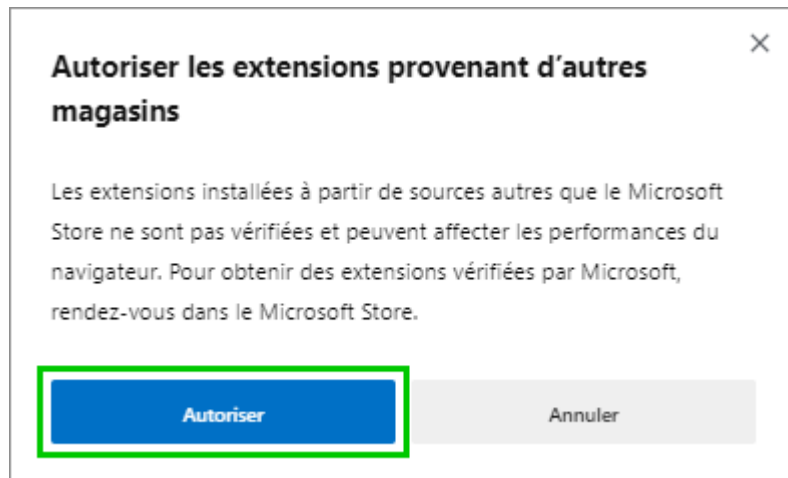 Autoriser les extensions provenant d’autres
magasins
Les extensions installées à partir de sources autres que le Microsoft
Store ne sont pas vérifiées et peuvent affecter les performances du
navigateur. Pour obtenir des extensions vérifiées par Microsoft,
rendez-vous dans le Microsoft Store.
Autoriser
Annuler